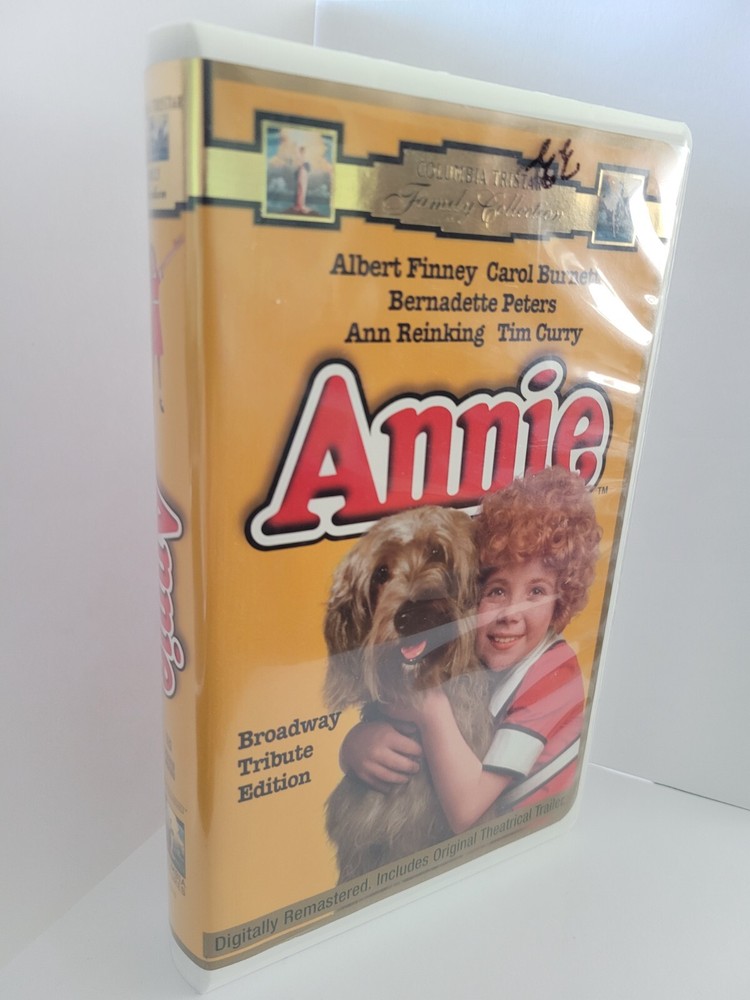 COLUMBIA TRISTAR
Family Collection
Albert Finney Carol Burnett
Bernadette Peters
Ann Reinking Tim Curry
Annie
TM
Broadway
Tribute
Edition
Digitally Remastered. Includes Original Theatrical Trailer.
Annie